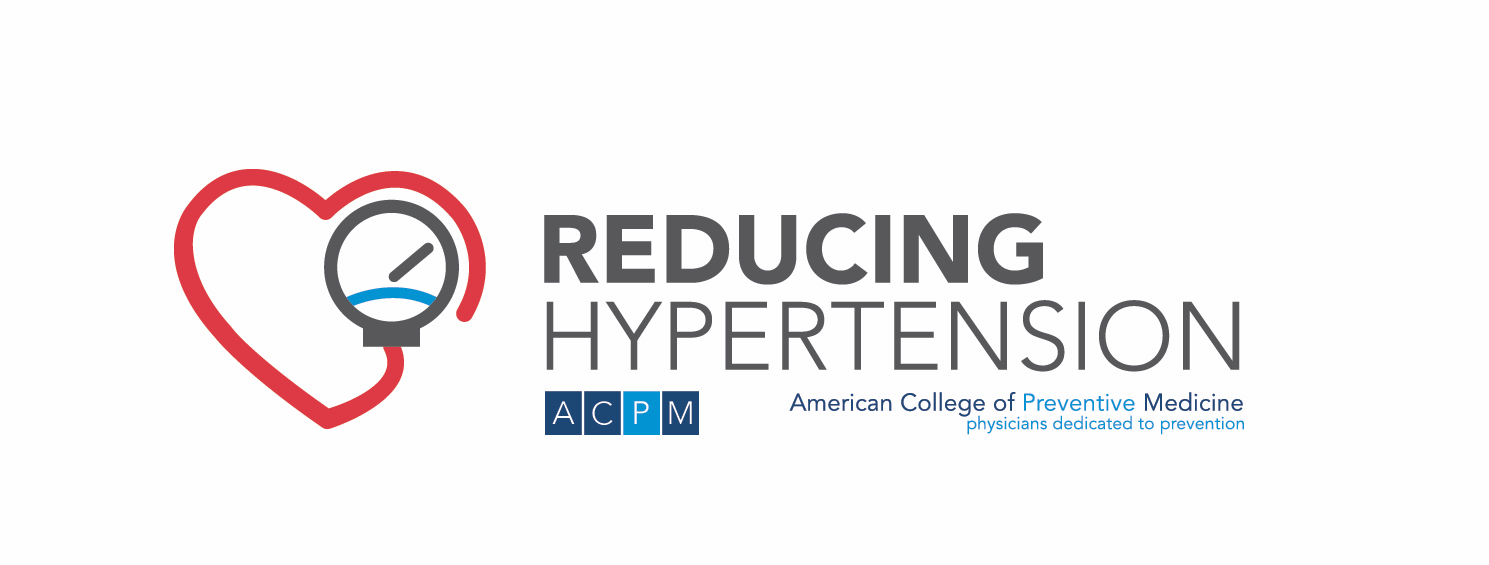 REDUCING
HYPERTENSION
ACPM
American College of Preventive Medicine
physicians dedicated to prevention